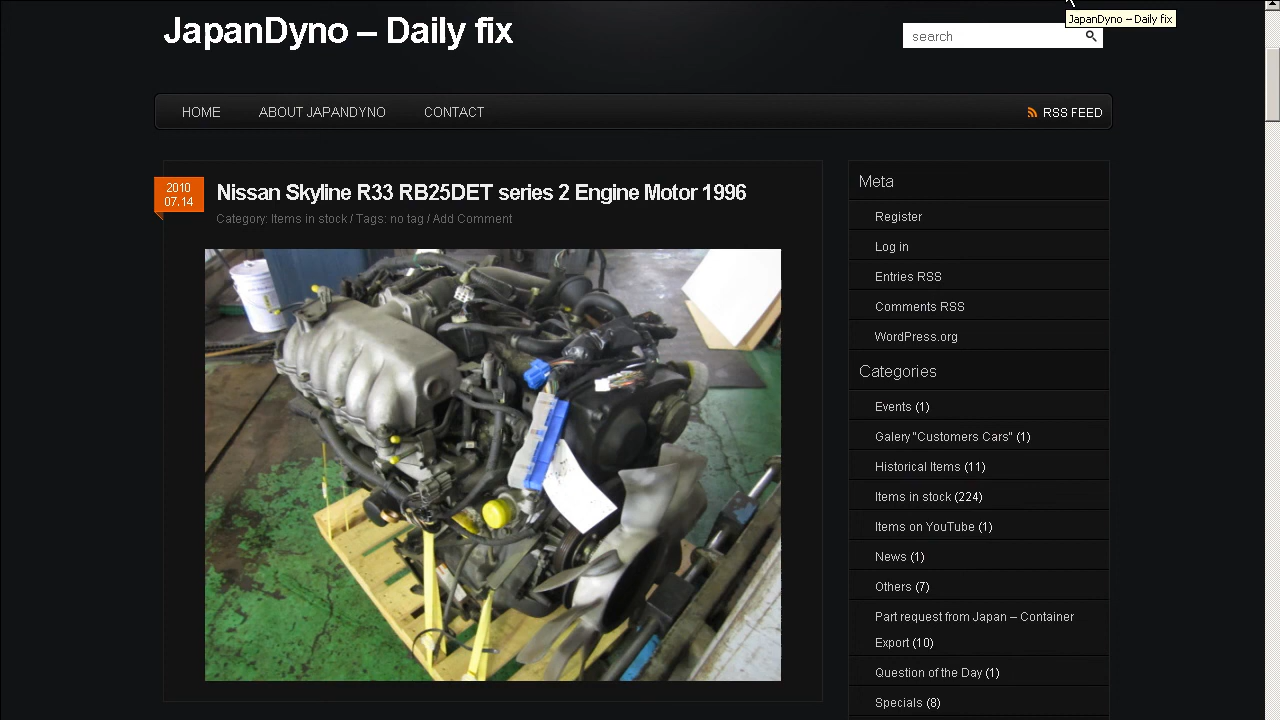 JapanDyno – Daily fix
JapanDyno – Daily fix
search
HOME
ABOUT JAPANDYNO
CONTACT
RSS FEED
2010
07.14
Nissan Skyline R33 RB25DET series 2 Engine Motor 1996
Category: Items in stock / Tags: no tag / Add Comment
Meta
Register
Log in
Entries RSS
Comments RSS
WordPress.org
Categories
Events (1)
Galery "Customers Cars" (1)
Historical Items (11)
Items in stock (224)
Items on YouTube (1)
News (1)
Others (7)
Part request from Japan – Container
Export (10)
Question of the Day (1)
Specials (8)